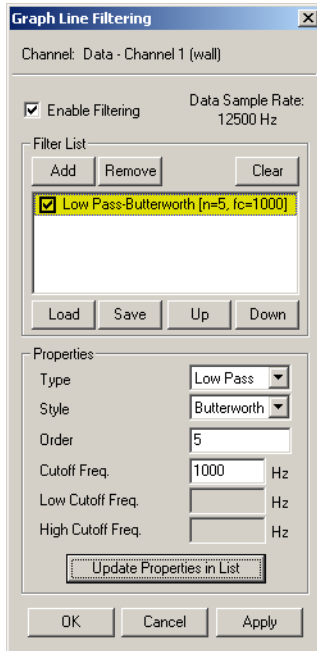 Graph Line Filtering
Channel: Data - Channel 1 (wall)
Enable Filtering
Data Sample Rate:
12500 Hz
Filter List
Add Remove Clear
Low Pass-Butterworth [n=5, fc=1000]
Load Save Up Down
Properties
Type Low Pass
Style Butterworth
Order 5
Cutoff Freq. 1000 Hz
Low Cutoff Freq. Hz
High Cutoff Freq. Hz
Update Properties in List
OK Cancel Apply